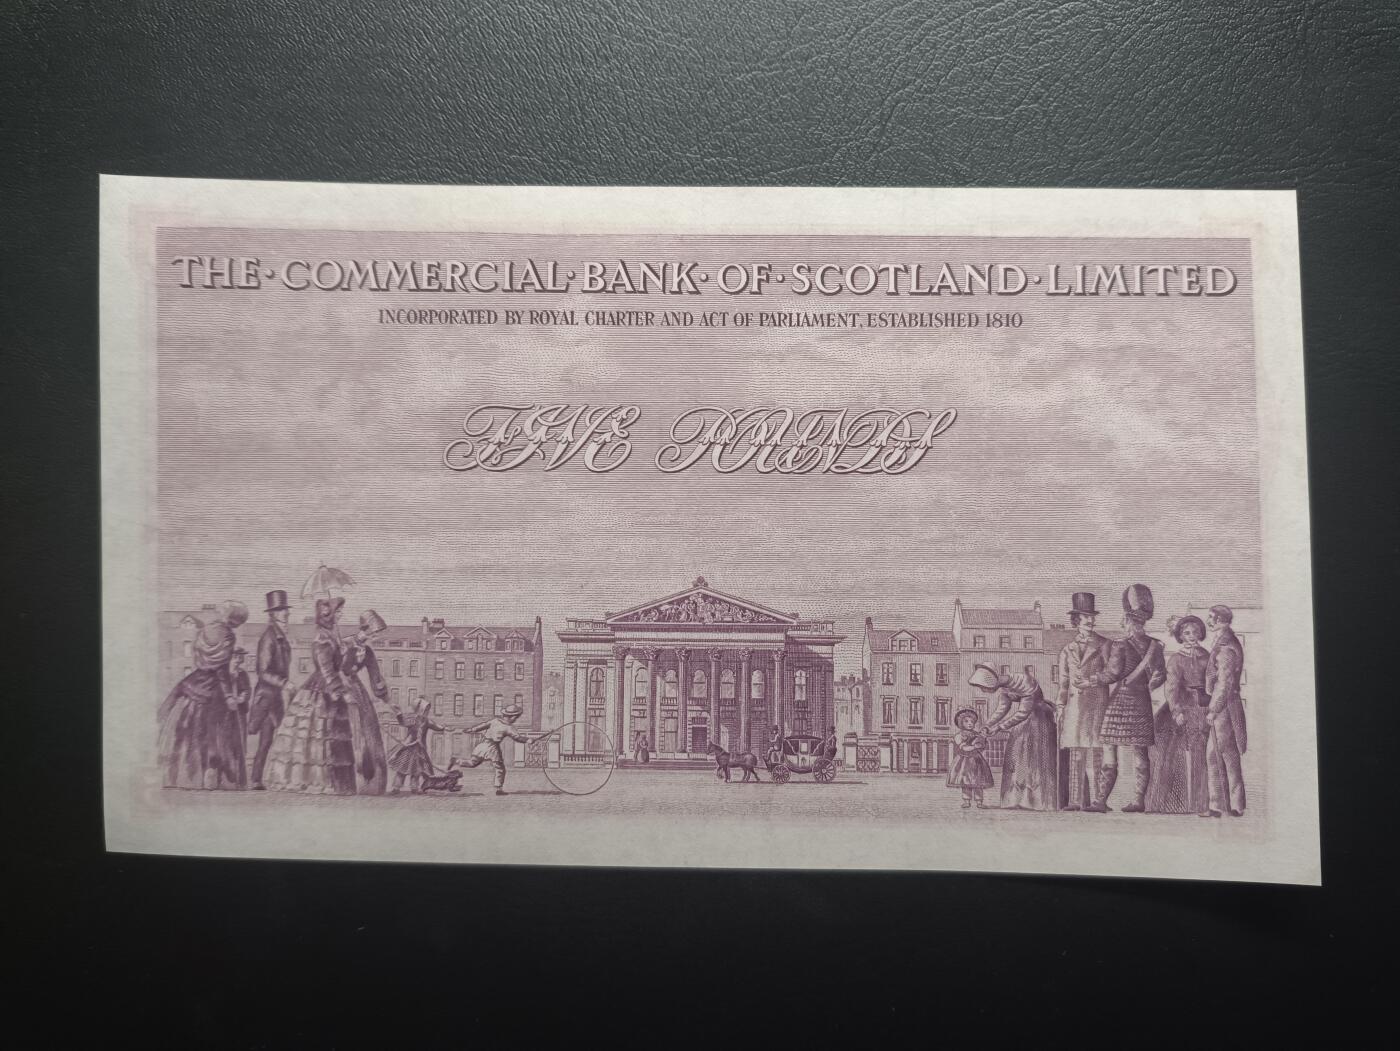 THE·COMMERCIAL·BANK·OF·SCOTLAND·LIMITED
INCORPORATED BY ROYAL CHARTER AND ACT OF PARLIAMENT, ESTABLISHED 1810
FIVE POUNDS